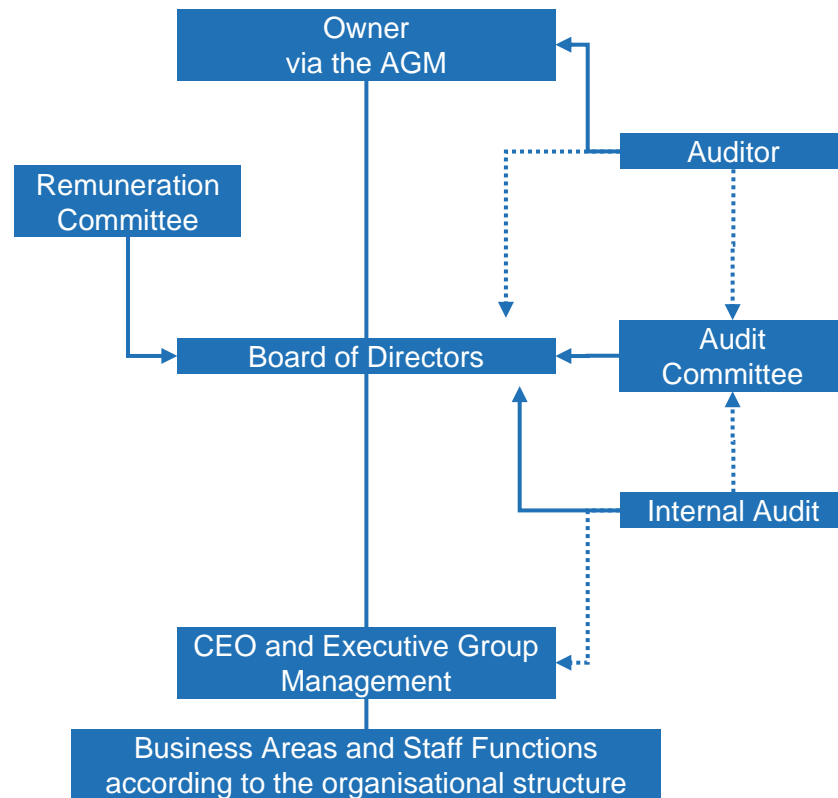 Owner
via the AGM
Auditor
Remuneration
Committee
Board of Directors
Audit
Committee
Internal Audit
CEO and Executive Group
Management
Business Areas and Staff Functions
according to the organisational structure